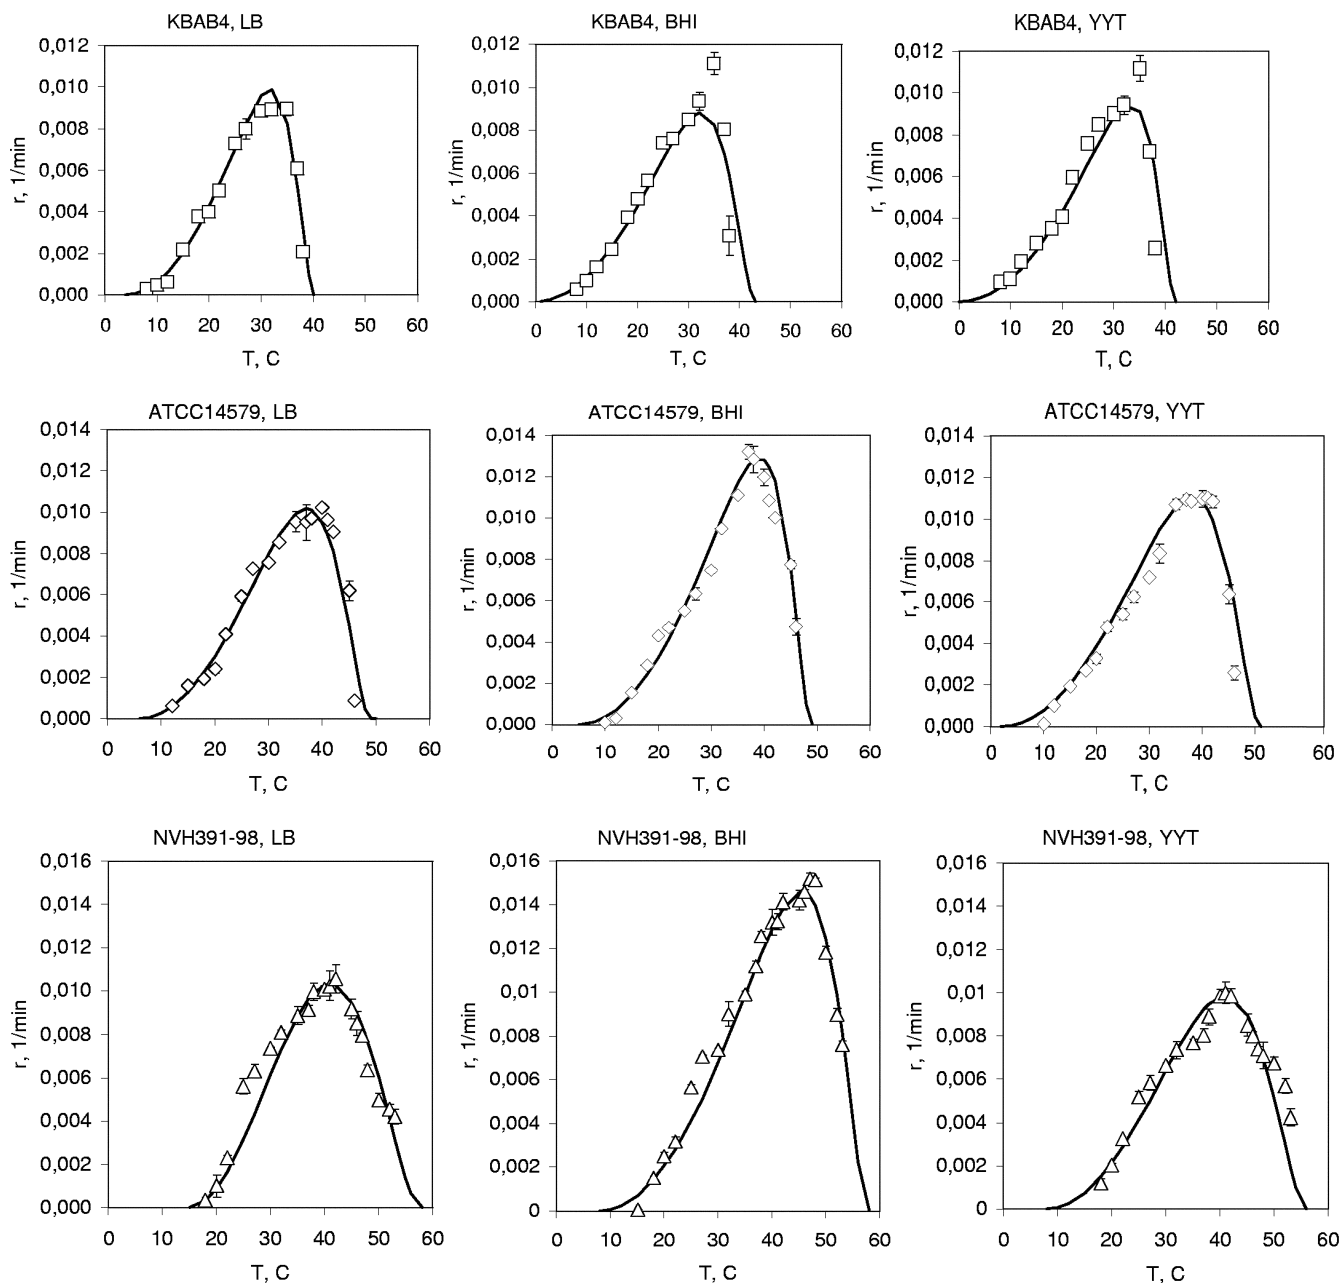 KBAB4, LB
0,012
0,010
0,008
0,006
0,004
0,002
0,000
r, 1/min
0 10 20 30 40 50 60
T, C
KBAB4, BHI
0,012
0,010
0,008
0,006
0,004
0,002
0,000
r, 1/min
0 10 20 30 40 50 60
T, C
KBAB4, YYT
0,012
0,010
0,008
0,006
0,004
0,002
0,000
r, 1/min
0 10 20 30 40 50 60
T, C
ATCC14579, LB
0,014
0,012
0,010
0,008
0,006
0,004
0,002
0,000
r, 1/min
0 10 20 30 40 50 60
T, C
ATCC14579, BHI
0,014
0,012
0,010
0,008
0,006
0,004
0,002
0,000
r, 1/min
0 10 20 30 40 50 60
T, C
ATCC14579, YYT
0,014
0,012
0,010
0,008
0,006
0,004
0,002
0,000
r, 1/min
0 10 20 30 40 50 60
T, C
NVH391-98, LB
0,016
0,014
0,012
0,010
0,008
0,006
0,004
0,002
0,000
r, 1/min
0 10 20 30 40 50 60
T, C
NVH391-98, BHI
0,016
0,014
0,012
0,01
0,008
0,006
0,004
0,002
0
r, 1/min
0 10 20 30 40 50 60
T, C
NVH391-98, YYT
0,016
0,014
0,012
0,01
0,008
0,006
0,004
0,002
0
r, 1/min
0 10 20 30 40 50 60
T, C